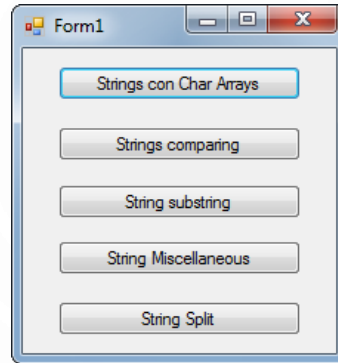 Form1
Strings con Char Arrays
Strings comparing
String substring
String Miscellaneous
String Split